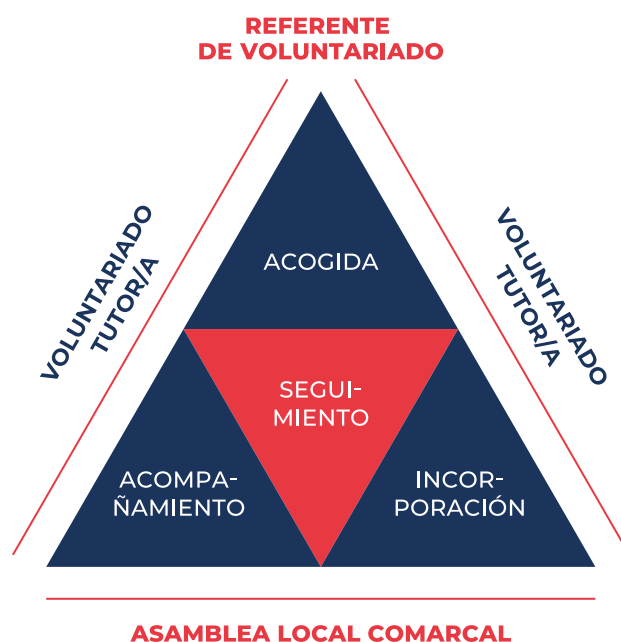 REFERENTE
DE VOLUNTARIADO
VOLUNTARIADO
TUTOR/A
VOLUNTARIADO
TUTOR/A
ACOGIDA
SEGUI-
MIENTO
ACOMPA-
ÑAMIENTO
INCOR-
PORACIÓN
ASAMBLEA LOCAL COMARCAL